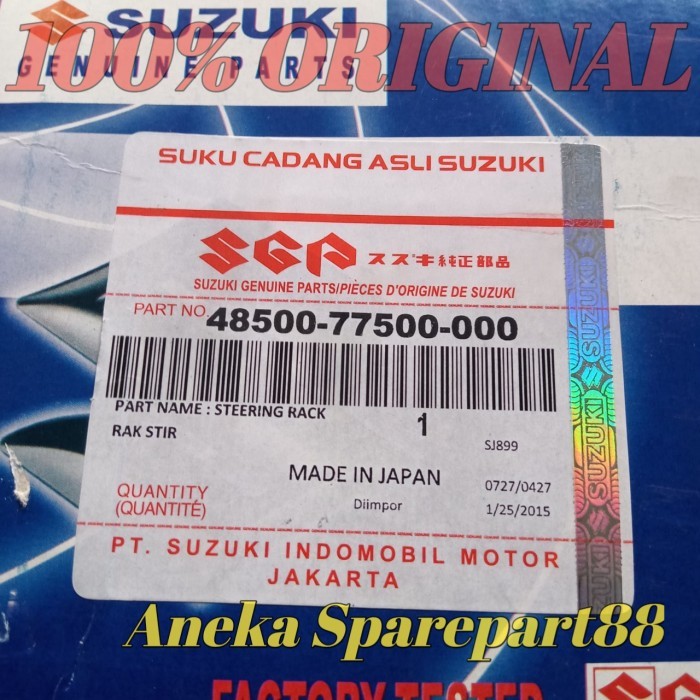 SUZUKI
GENUINE PARTS
100% ORIGINAL
SUKU CADANG ASLI SUZUKI
SGP スズキ純正部品
SUZUKI GENUINE PARTS/PIÈCES D'ORIGINE DE SUZUKI
PART NO. 48500-77500-000
PART NAME : STEERING RACK
1
RAK STIR
SJ899
MADE IN JAPAN
0727/0427
QUANTITY
(QUANTITÉ)
Diimpor
1/25/2015
PT. SUZUKI INDOMOBIL MOTOR
JAKARTA
SUZUKI
SUZUKI
SUZUKI
Aneka Sparepart88
FACTORY TESTED